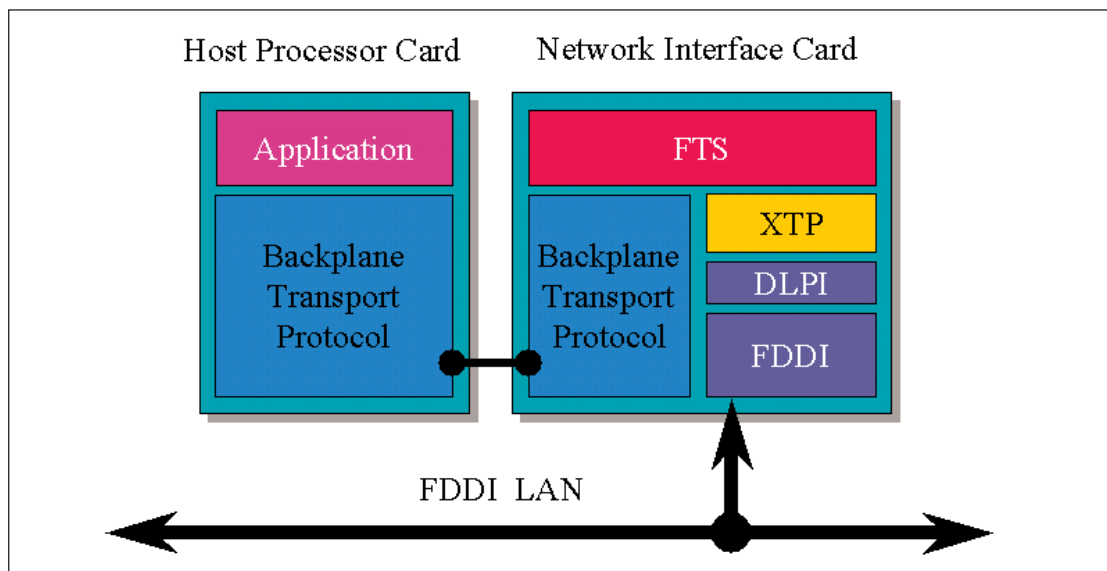 Host Processor Card
Network Interface Card
Application
Backplane
Transport
Protocol
FTS
Backplane
Transport
Protocol
XTP
DLPI
FDDI
FDDI LAN